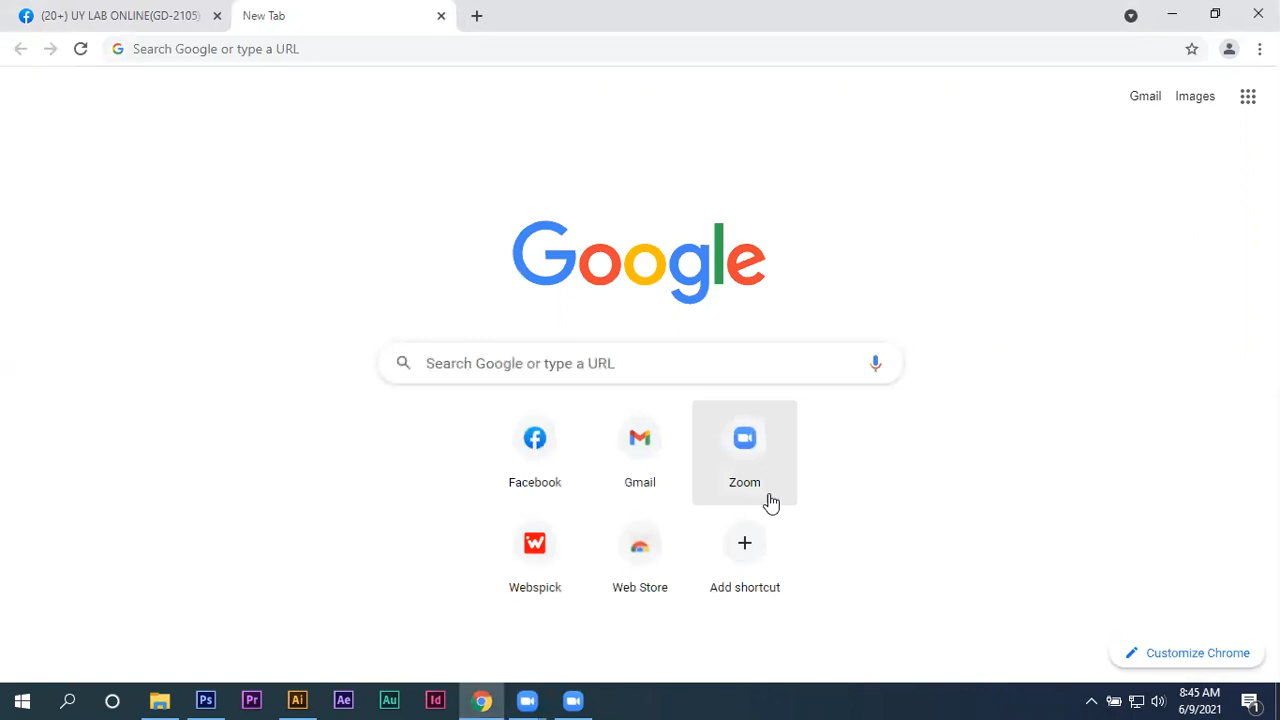 (20+) UY LAB ONLINE(GD-2105)
New Tab
Search Google or type a URL
Gmail Images
Google
Search Google or type a URL
Facebook Gmail Zoom
Webspick Web Store Add shortcut
Customize Chrome
Ps Pr Ai Ae Au Id
8:45 AM
6/9/2021
1